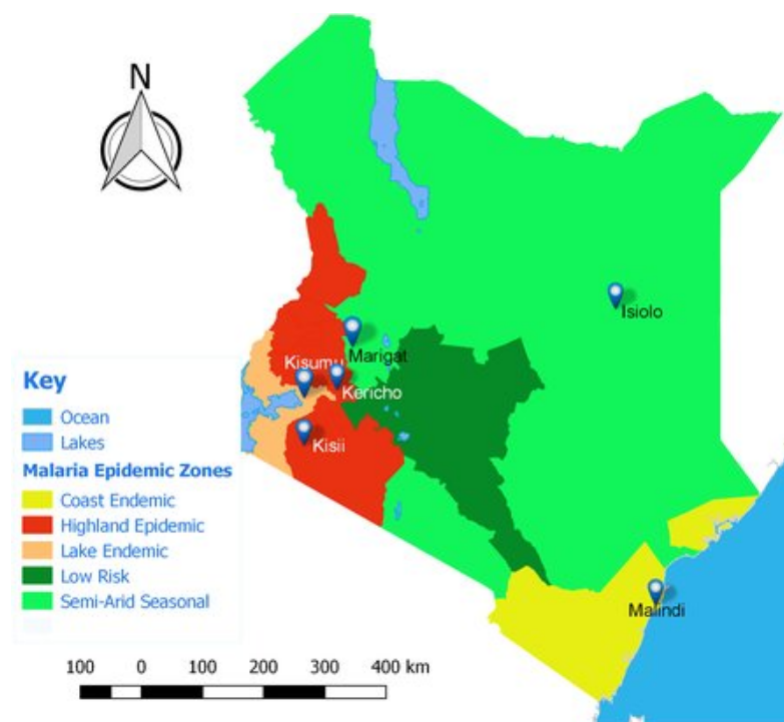 N
Isiolo
Marigat
Kisumu
Kericho
Kisii
Malindi
Key
Ocean
Lakes
Malaria Epidemic Zones
Coast Endemic
Highland Epidemic
Lake Endemic
Low Risk
Semi-Arid Seasonal
100 0 100 200 300 400 km